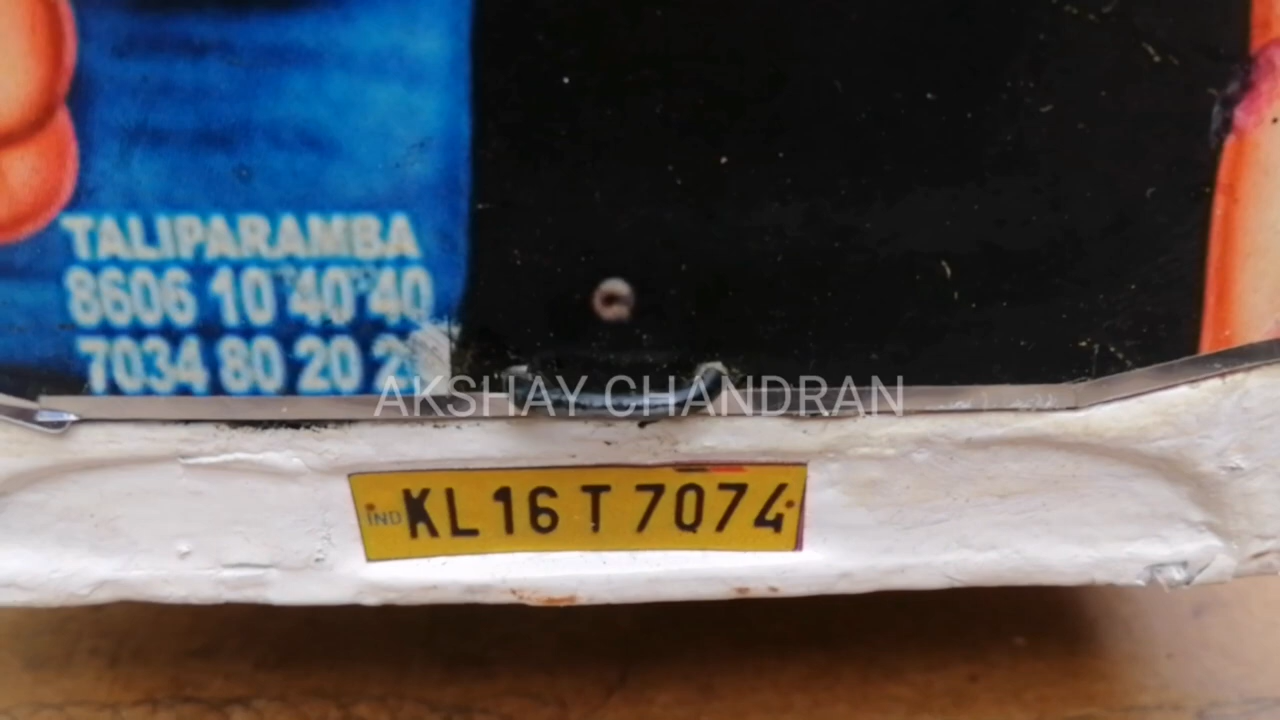 TALIPARAMBA
8606 10 40 40
7034 80 20 2
AKSHAY CHANDRAN
IND KL 16 T 7074